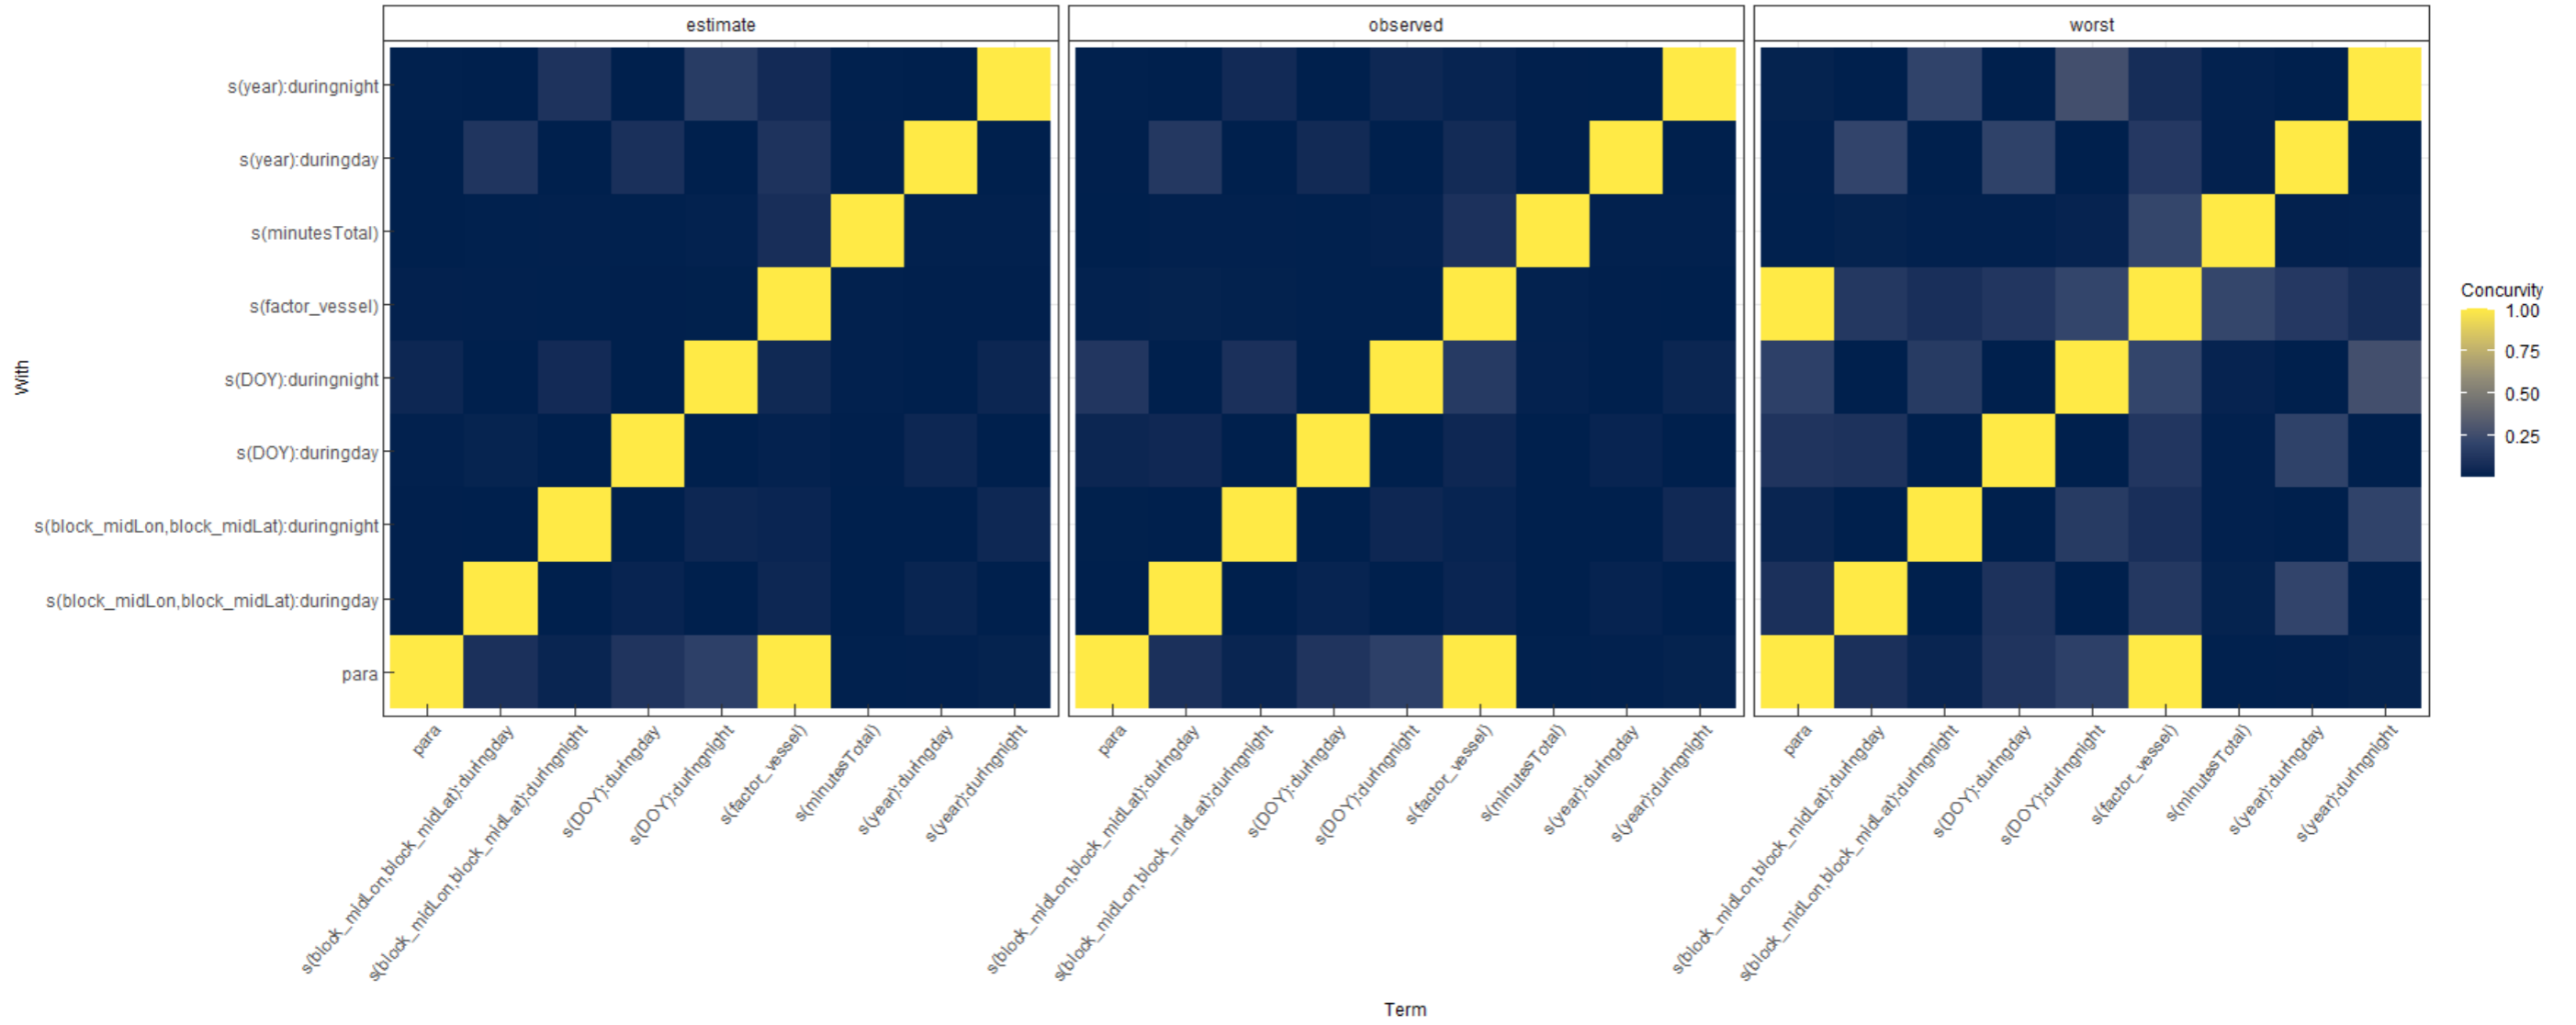 estimate
observed
worst
s(year):duringnight
s(year):duringday
s(minutesTotal)
s(factor_vessel)
s(DOY):duringnight
s(DOY):duringday
s(block_midLon,block_midLat):duringnight
s(block_midLon,block_midLat):duringday
para
With
para
s(block_midLon,block_midLat):duringday
s(block_midLon,block_midLat):duringnight
s(DOY):duringday
s(DOY):duringnight
s(factor_vessel)
s(minutesTotal)
s(year):duringday
s(year):duringnight
para
s(block_midLon,block_midLat):duringday
s(block_midLon,block_midLat):duringnight
s(DOY):duringday
s(DOY):duringnight
s(factor_vessel)
s(minutesTotal)
s(year):duringday
s(year):duringnight
para
s(block_midLon,block_midLat):duringday
s(block_midLon,block_midLat):duringnight
s(DOY):duringday
s(DOY):duringnight
s(factor_vessel)
s(minutesTotal)
s(year):duringday
s(year):duringnight
Term
Concurvity
1.00
0.75
0.50
0.25